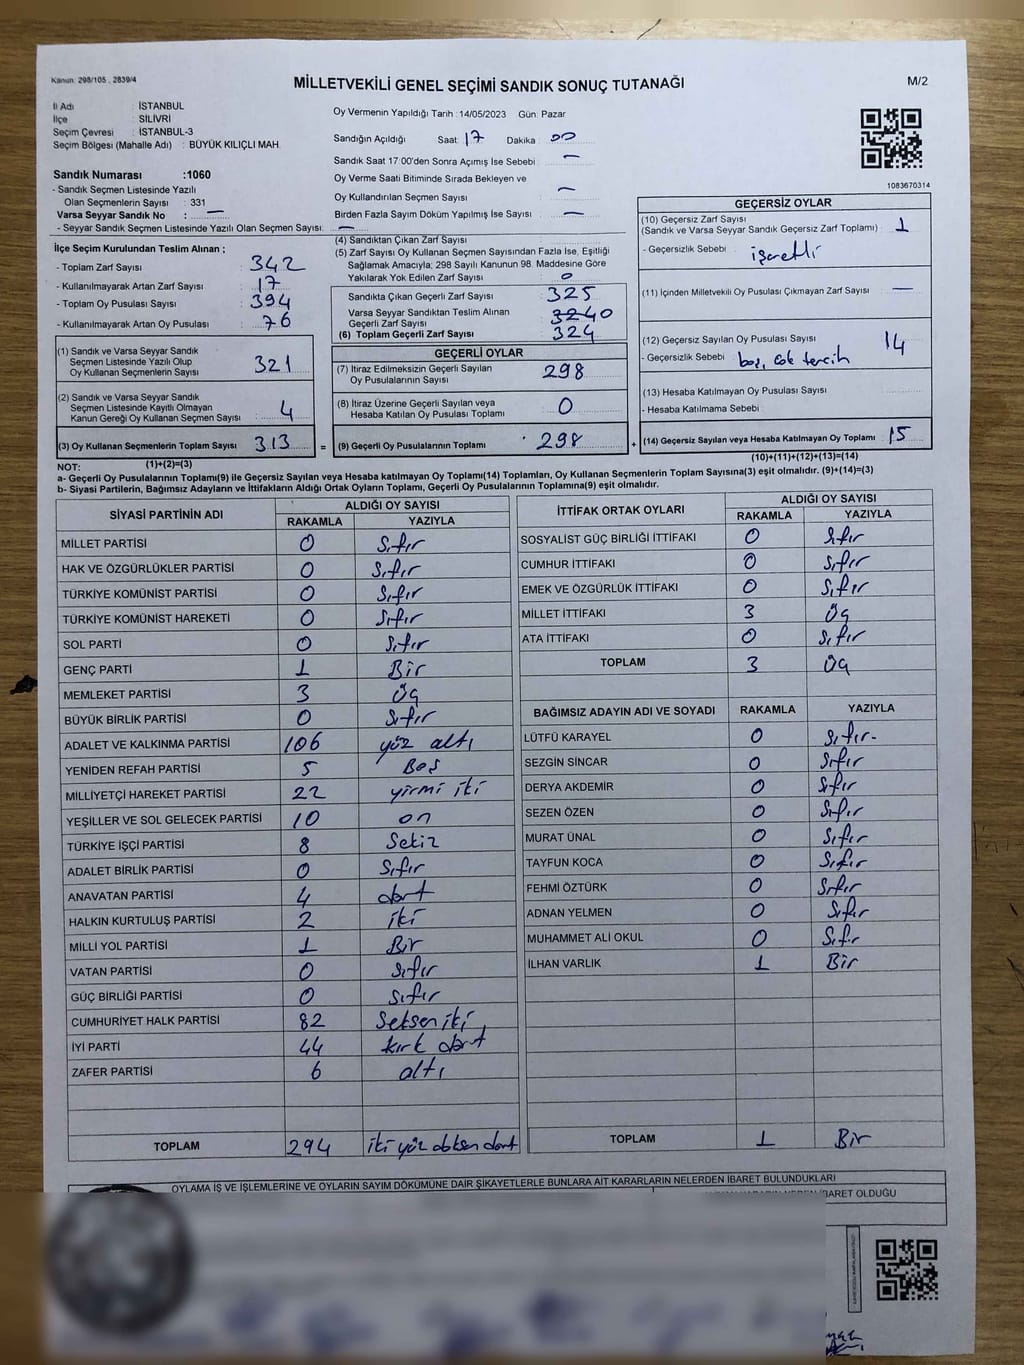 Kanun: 298/105 , 2839/4
MİLLETVEKİLİ GENEL SEÇİMİ SANDIK SONUÇ TUTANAĞI
M/2
İl Adı : İSTANBUL
İlçe : SİLİVRİ
Seçim Çevresi : İSTANBUL-3
Seçim Bölgesi (Mahalle Adı) : BÜYÜK KILIÇLI MAH.
Sandık Numarası :1060
- Sandık Seçmen Listesinde Yazılı
Olan Seçmenlerin Sayısı : 331
Varsa Seyyar Sandık No : —
- Seyyar Sandık Seçmen Listesinde Yazılı Olan Seçmen Sayısı: —
Oy Vermenin Yapıldığı Tarih : 14/05/2023 Gün: Pazar
Sandığın Açıldığı Saat: 17 Dakika : 00
Sandık Saat 17:00'den Sonra Açımış İse Sebebi : —
Oy Verme Saati Bitiminde Sırada Bekleyen ve
Oy Kullandırılan Seçmen Sayısı : —
Birden Fazla Sayım Döküm Yapılmış İse Sayısı : —
1083670314
İlçe Seçim Kurulundan Teslim Alınan ;
- Toplam Zarf Sayısı : 342
- Kullanılmayarak Artan Zarf Sayısı : 17
- Toplam Oy Pusulası Sayısı : 394
- Kullanılmayarak Artan Oy Pusulası : 76
(1) Sandık ve Varsa Seyyar Sandık
Seçmen Listesinde Yazılı Olup
Oy Kullanan Seçmenlerin Sayısı : 321
(2) Sandık ve Varsa Seyyar Sandık
Seçmen Listesinde Kayıtlı Olmayan
Kanun Gereği Oy Kullanan Seçmen Sayısı : 4
(3) Oy Kullanan Seçmenlerin Toplam Sayısı : 313
(4) Sandıktan Çıkan Zarf Sayısı :
(5) Zarf Sayısı Oy Kullanan Seçmen Sayısından Fazla İse, Eşitliği
Sağlamak Amacıyla; 298 Sayılı Kanunun 98. Maddesine Göre
Yakılarak Yok Edilen Zarf Sayısı : 0
Sandıkta Çıkan Geçerli Zarf Sayısı : 325
Varsa Seyyar Sandıktan Teslim Alınan
Geçerli Zarf Sayısı : 0
(6) Toplam Geçerli Zarf Sayısı : 324
GEÇERLİ OYLAR
(7) İtiraz Edilmeksizin Geçerli Sayılan
Oy Pusulalarının Sayısı : 298
(8) İtiraz Üzerine Geçerli Sayılan veya
Hesaba Katılan Oy Pusulası Toplamı : 0
= (9) Geçerli Oy Pusulalarının Toplamı : 298
GEÇERSİZ OYLAR
(10) Geçersiz Zarf Sayısı
(Sandık ve Varsa Seyyar Sandık Geçersiz Zarf Toplamı) : 1
- Geçersizlik Sebebi : işaretli
(11) İçinden Milletvekili Oy Pusulası Çıkmayan Zarf Sayısı : —
(12) Geçersiz Sayılan Oy Pusulası Sayısı : 14
- Geçersizlik Sebebi : boş, çok tercih
(13) Hesaba Katılmayan Oy Pusulası Sayısı :
- Hesaba Katılmama Sebebi :
+ (14) Geçersiz Sayılan veya Hesaba Katılmayan Oy Toplamı : 15
NOT: (1)+(2)=(3)
(10)+(11)+(12)+(13)=(14)
a- Geçerli Oy Pusulalarının Toplamı(9) ile Geçersiz Sayılan veya Hesaba katılmayan Oy Toplamı(14) Toplamları, Oy Kullanan Seçmenlerin Toplam Sayısına(3) eşit olmalıdır. (9)+(14)=(3)
b- Siyasi Partilerin, Bağımsız Adayların ve İttifakların Aldığı Ortak Oyların Toplamı, Geçerli Oy Pusulalarının Toplamına(9) eşit olmalıdır.
SİYASİ PARTİNİN ADI ALDIĞI OY SAYISI
RAKAMLA YAZIYLA
MİLLET PARTİSİ 0 Sıfır
HAK VE ÖZGÜRLÜKLER PARTİSİ 0 Sıfır
TÜRKİYE KOMÜNİST PARTİSİ 0 Sıfır
TÜRKİYE KOMÜNİST HAREKETİ 0 Sıfır
SOL PARTİ 0 Sıfır
GENÇ PARTİ 1 Bir
MEMLEKET PARTİSİ 3 Üç
BÜYÜK BİRLİK PARTİSİ 0 Sıfır
ADALET VE KALKINMA PARTİSİ 106 yüz altı
YENİDEN REFAH PARTİSİ 5 Beş
MİLLİYETÇİ HAREKET PARTİSİ 22 yirmi iki
YEŞİLLER VE SOL GELECEK PARTİSİ 10 on
TÜRKİYE İŞÇİ PARTİSİ 8 Sekiz
ADALET BİRLİK PARTİSİ 0 Sıfır
ANAVATAN PARTİSİ 4 dört
HALKIN KURTULUŞ PARTİSİ 2 iki
MİLLİ YOL PARTİSİ 1 Bir
VATAN PARTİSİ 0 Sıfır
GÜÇ BİRLİĞİ PARTİSİ 0 Sıfır
CUMHURİYET HALK PARTİSİ 82 Seksen iki
İYİ PARTİ 44 kırk dört
ZAFER PARTİSİ 6 altı
TOPLAM 294 iki yüz doksan dört
İTTİFAK ORTAK OYLARI ALDIĞI OY SAYISI
RAKAMLA YAZIYLA
SOSYALİST GÜÇ BİRLİĞİ İTTİFAKI 0 Sıfır
CUMHUR İTTİFAKI 0 Sıfır
EMEK VE ÖZGÜRLÜK İTTİFAKI 0 Sıfır
MİLLET İTTİFAKI 3 Üç
ATA İTTİFAKI 0 Sıfır
TOPLAM 3 Üç
BAĞIMSIZ ADAYIN ADI VE SOYADI RAKAMLA YAZIYLA
LÜTFÜ KARAYEL 0 Sıfır
SEZGİN SİNCAR 0 Sıfır
DERYA AKDEMİR 0 Sıfır
SEZEN ÖZEN 0 Sıfır
MURAT ÜNAL 0 Sıfır
TAYFUN KOCA 0 Sıfır
FEHMİ ÖZTÜRK 0 Sıfır
ADNAN YELMEN 0 Sıfır
MUHAMMET ALİ OKUL 0 Sıfır
İLHAN VARLIK 1 Bir
TOPLAM 1 Bir
OYLAMA İŞ VE İŞLEMLERİNE VE OYLARIN SAYIM DÖKÜMÜNE DAİR ŞİKAYETLERLE BUNLARA AİT KARARLARIN NELERDEN İBARET BULUNDUKLARI
İBARET OLDUĞU